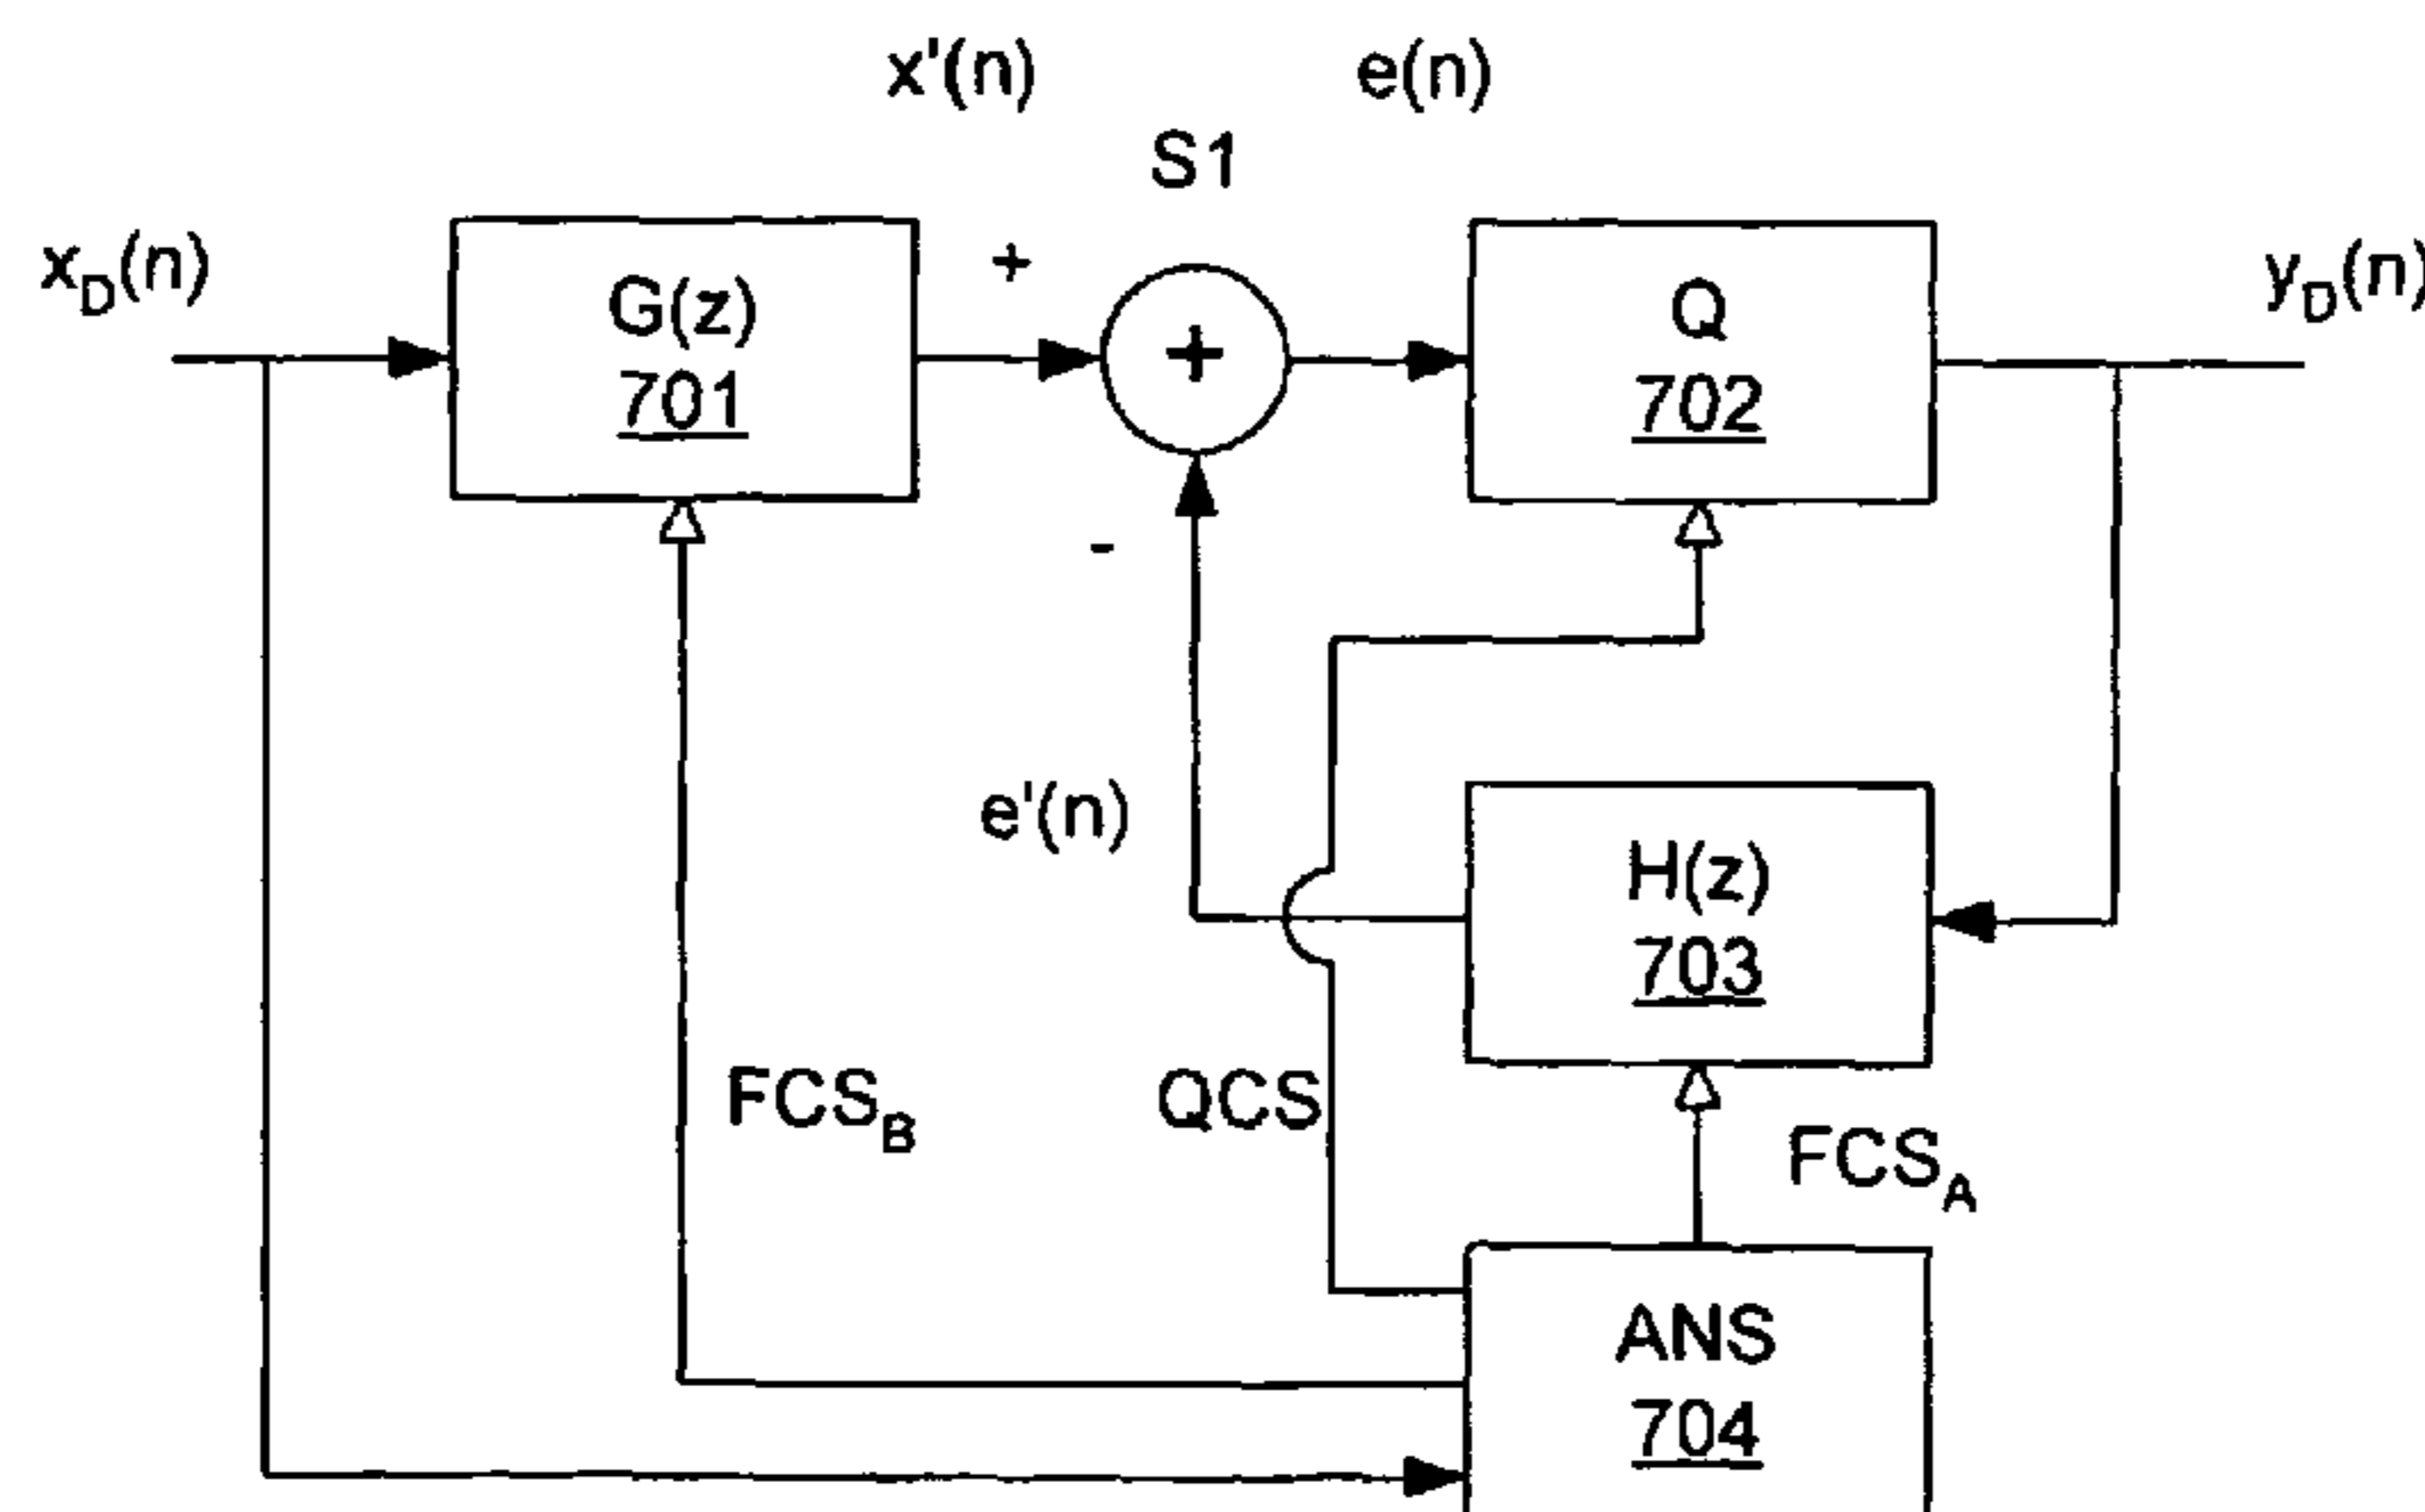 x'(n)
e(n)
S1
x_D(n)
G(z)
701
+
+
Q
702
y_D(n)
-
e'(n)
H(z)
703
FCS_B
QCS
FCS_A
ANS
704